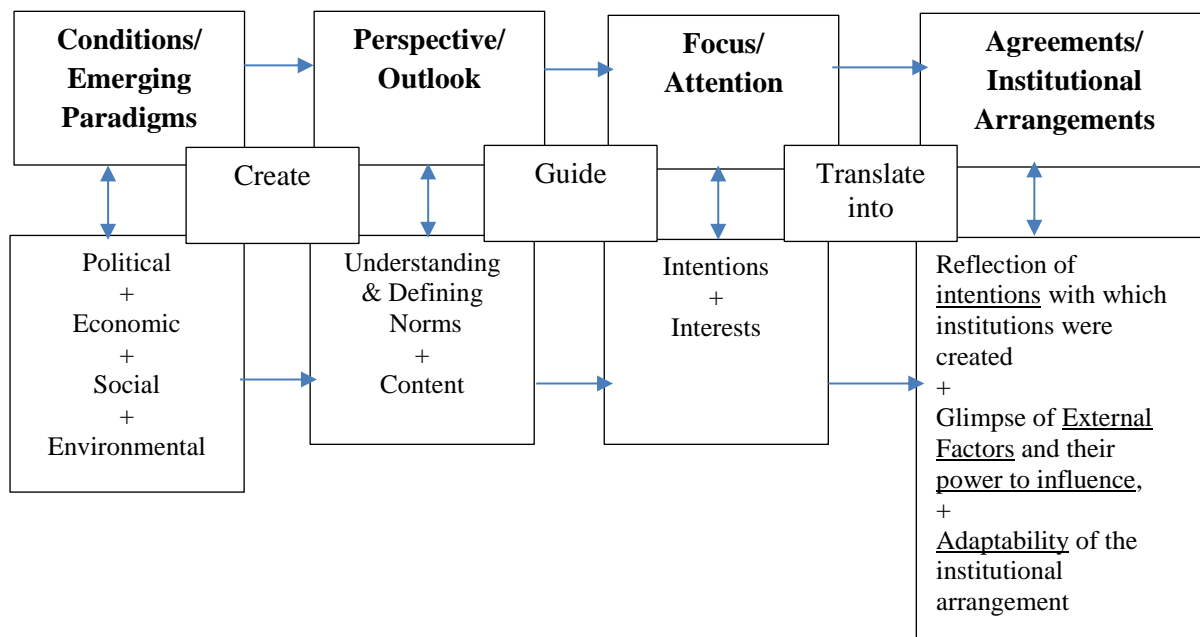 Conditions/
Emerging
Paradigms
Perspective/
Outlook
Focus/
Attention
Agreements/
Institutional
Arrangements
Create
Guide
Translate
into
Political
+
Economic
+
Social
+
Environmental
Understanding
& Defining
Norms
+
Content
Intentions
+
Interests
Reflection of
intentions with which
institutions were
created
+
Glimpse of External
Factors and their
power to influence,
+
Adaptability of the
institutional
arrangement